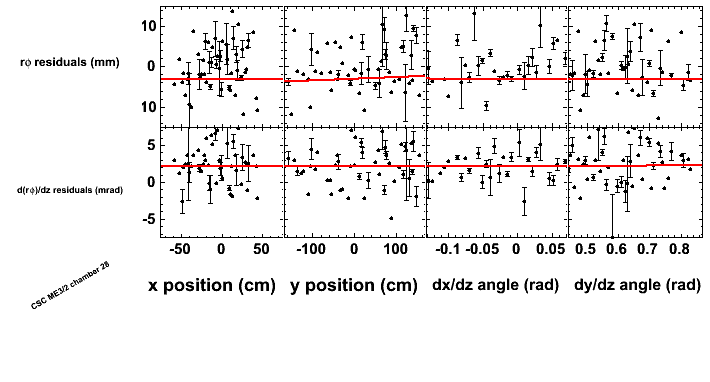 10
rφ residuals (mm)
0
10
5
d(rφ)/dz residuals (mrad)
0
-5
-50 0 50 -100 0 100 -0.1 -0.05 0 0.05 0.5 0.6 0.7 0.8
CSC ME3/2 chamber 28
x position (cm) y position (cm) dx/dz angle (rad) dy/dz angle (rad)